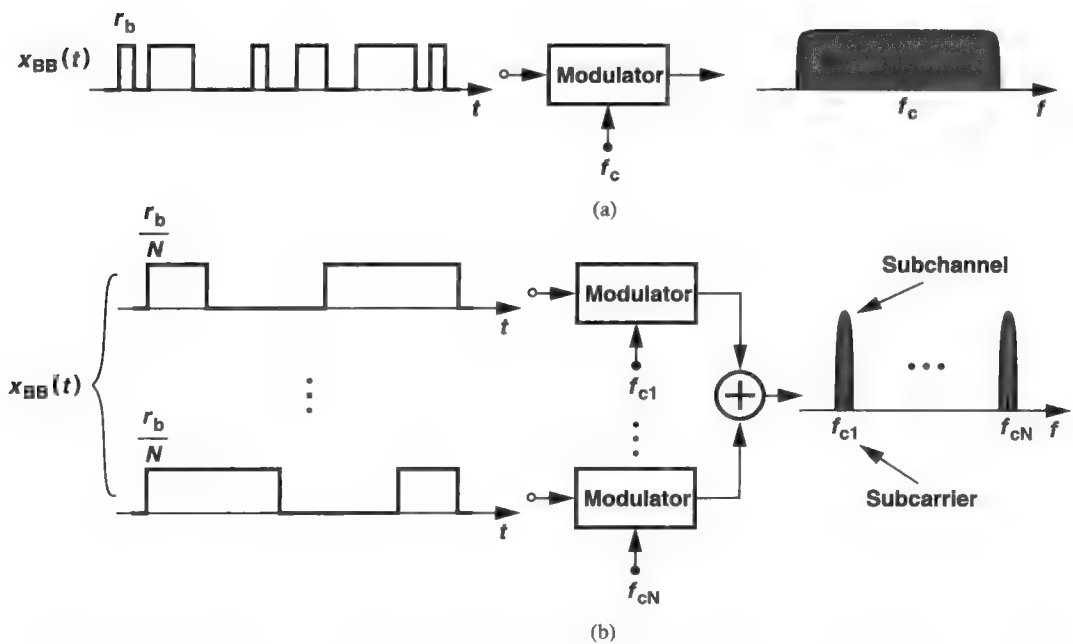 r_b
x_BB(t)
t
Modulator
f_c
f_c
f
(a)
r_b/N
t
Modulator
f_c1
Subchannel
x_BB(t)
r_b/N
t
Modulator
f_cN
f_c1
f_cN
f
Subcarrier
(b)